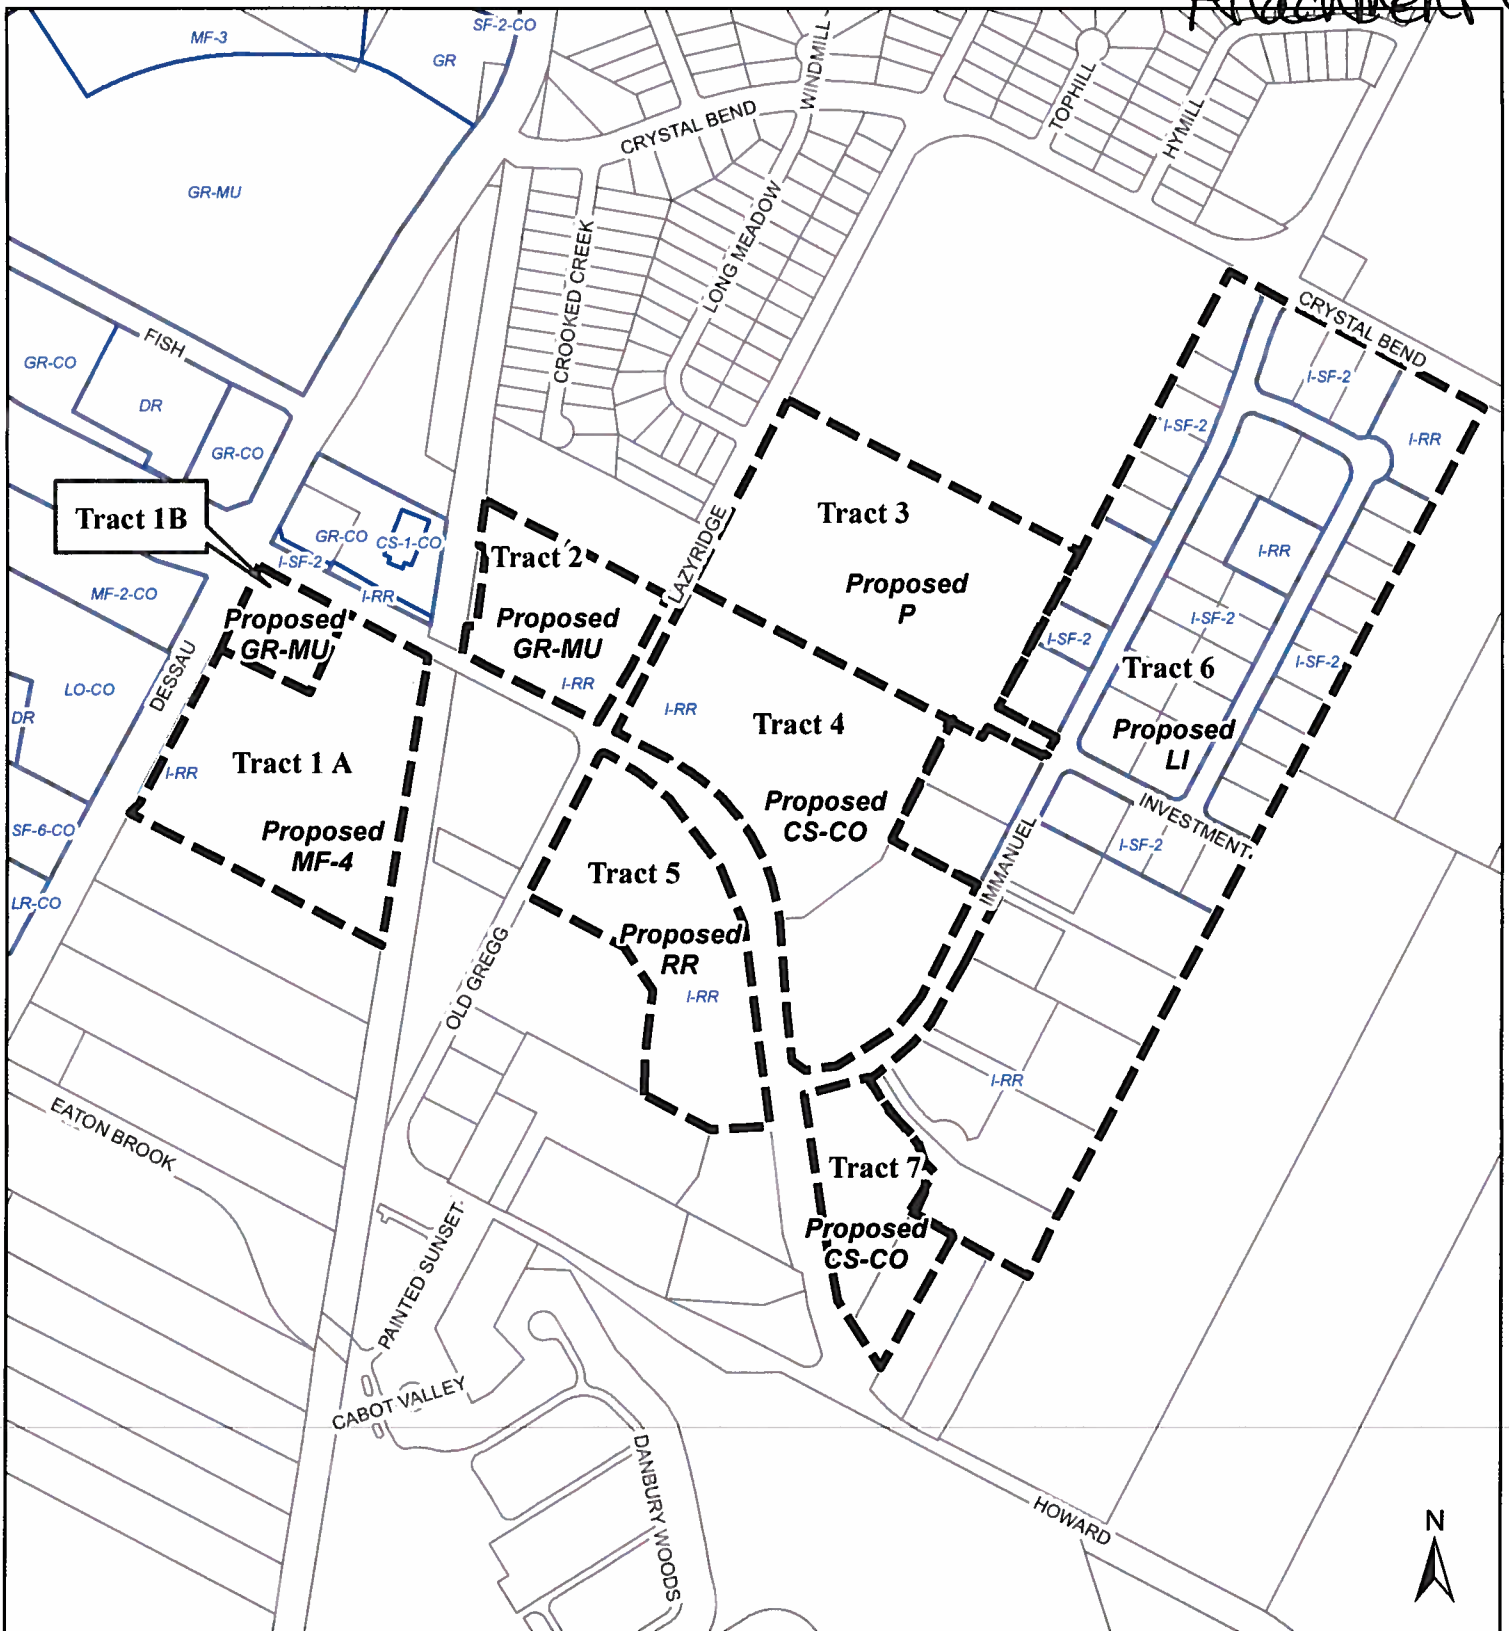 Attachment
MF-3
SF-2-CO
GR
WINDMILL
TOPHILL
CRYSTAL BEND
HYMILL
GR-MU
LONG MEADOW
CROOKED CREEK
CRYSTAL BEND
FISH
GR-CO
I-SF-2
DR
I-SF-2
I-RR
GR-CO
Tract 1B
Tract 3
GR-CO
CS-1-CO
I-SF-2
Tract 2
LAZYRIDGE
I-RR
MF-2-CO
I-RR
Proposed
P
Proposed
GR-MU
Proposed
GR-MU
I-SF-2
I-SF-2
I-SF-2
DESSAU
LO-CO
I-RR
Tract 6
DR
I-RR
Tract 4
Proposed
LI
Tract 1 A
I-RR
Proposed
CS-CO
INVESTMENT
SF-6-CO
Proposed
MF-4
I-SF-2
IMMANUEL
Tract 5
LR-CO
Proposed
RR
OLD GREGG
I-RR
I-RR
EATON BROOK
Tract 7
PAINTED SUNSET
Proposed
CS-CO
CABOT VALLEY
DANBURY WOODS
HOWARD
N